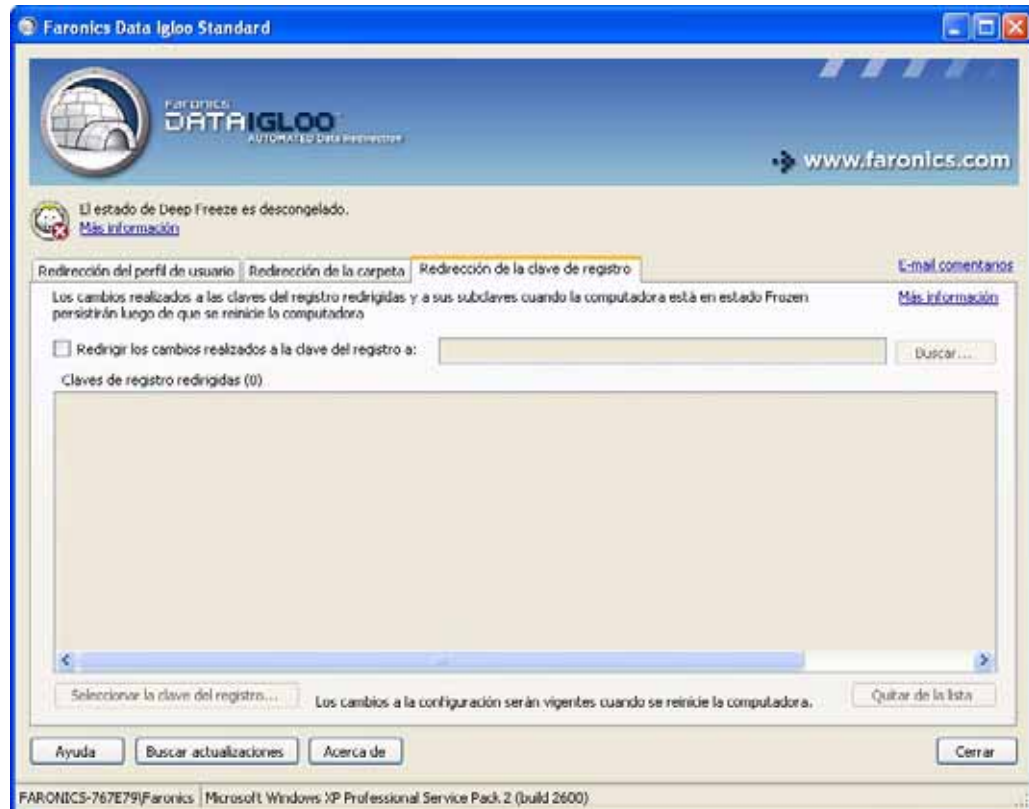 Faronics Data Igloo Standard
FARONICS
DATAIGLOO
AUTOMATED Data Redirection
www.faronics.com
El estado de Deep Freeze es descongelado.
Más información
Redirección del perfil de usuario
Redirección de la carpeta
Redirección de la clave de registro
E-mail comentarios
Los cambios realizados a las claves del registro redirigidas y a sus subclaves cuando la computadora está en estado Frozen
persistirán luego de que se reinicie la computadora
Más información
Redirigir los cambios realizados a la clave del registro a:
Buscar...
Claves de registro redirigidas (0)
Seleccionar la clave del registro...
Los cambios a la configuración serán vigentes cuando se reinicie la computadora.
Quitar de la lista
Ayuda
Buscar actualizaciones
Acerca de
Cerrar
FARONICS-767E79\Faronics
Microsoft Windows XP Professional Service Pack 2 (build 2600)